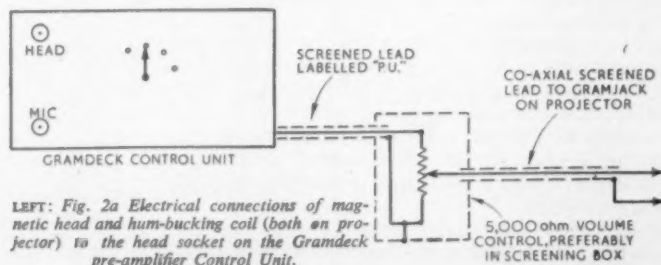 HEAD
MIC
GRAMDECK CONTROL UNIT
SCREENED LEAD
LABELLED "P.U."
CO-AXIAL SCREENED
LEAD TO GRAMJACK
ON PROJECTOR
5,000 ohm. VOLUME
CONTROL, PREFERABLY
IN SCREENING BOX
LEFT: Fig. 2a Electrical connections of mag-
netic head and hum-bucking coil (both on pro-
jector) to the head socket on the Gramdeck
pre-amplifier Control Unit.